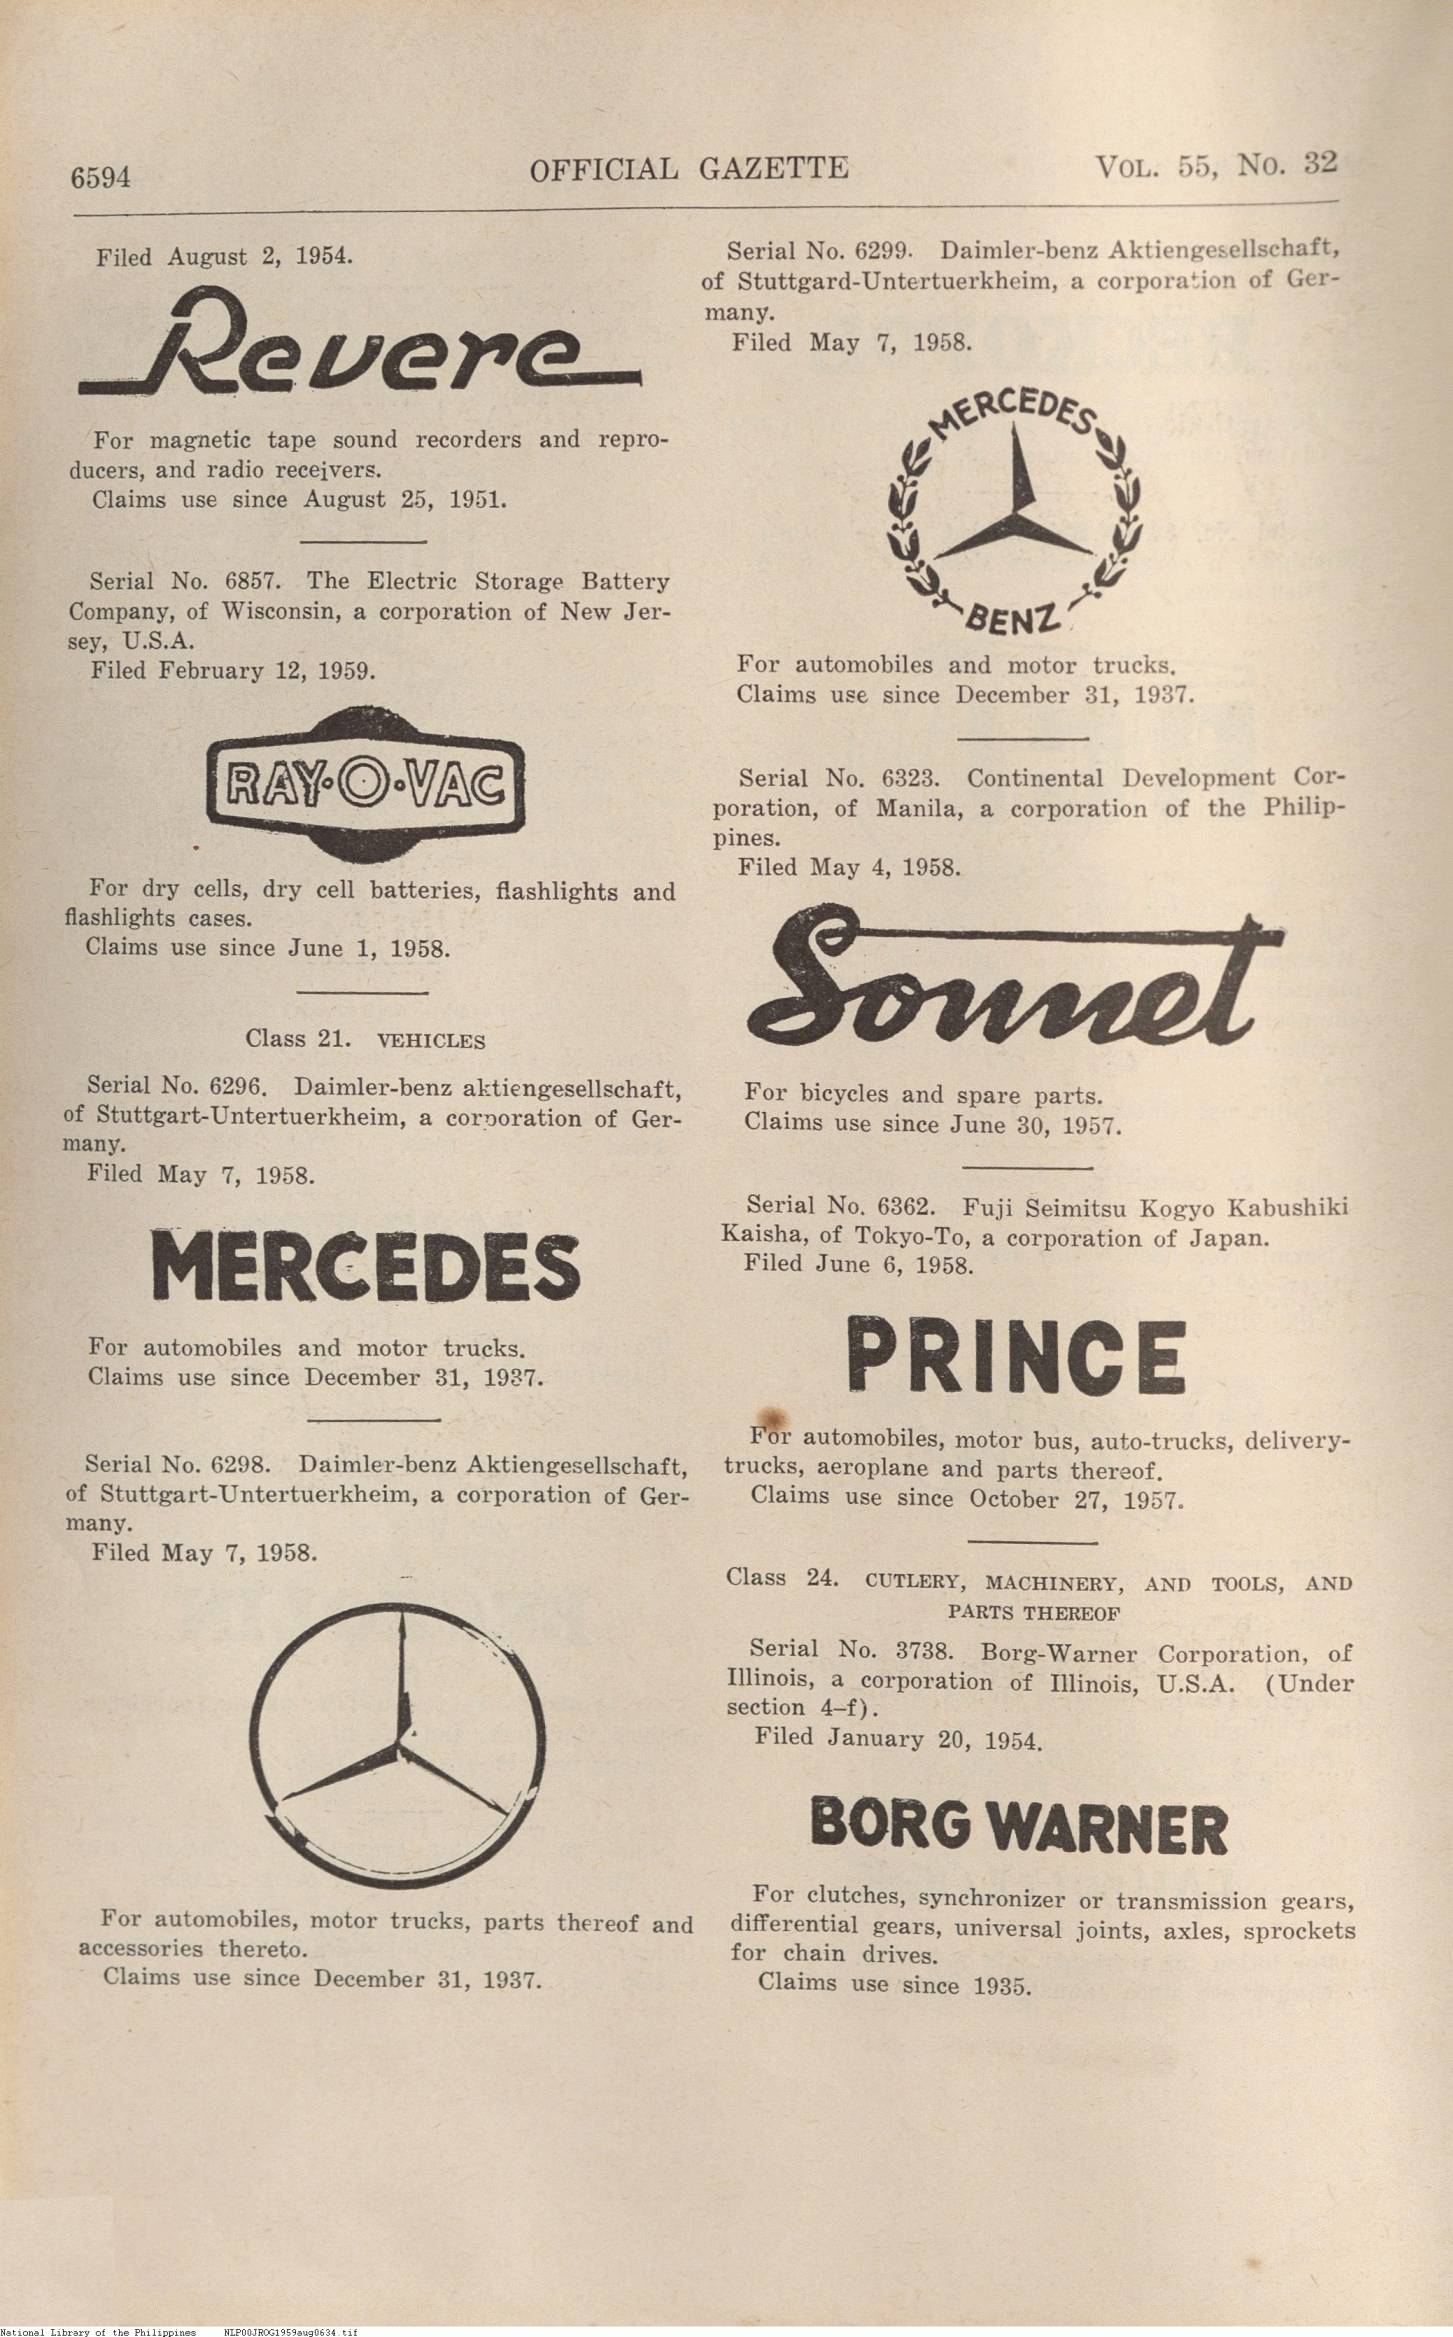 6594
OFFICIAL GAZETTE
VOL. 55, No. 32
Filed August 2, 1954.
Revere
For magnetic tape sound recorders and repro-
ducers, and radio receivers.
Claims use since August 25, 1951.
Serial No. 6857. The Electric Storage Battery
Company, of Wisconsin, a corporation of New Jer-
sey, U.S.A.
Filed February 12, 1959.
RAY·O·VAC
For dry cells, dry cell batteries, flashlights and
flashlights cases.
Claims use since June 1, 1958.
Class 21. VEHICLES
Serial No. 6296. Daimler-benz aktiengesellschaft,
of Stuttgart-Untertuerkheim, a corporation of Ger-
many.
Filed May 7, 1958.
MERCEDES
For automobiles and motor trucks.
Claims use since December 31, 1937.
Serial No. 6298. Daimler-benz Aktiengesellschaft,
of Stuttgart-Untertuerkheim, a corporation of Ger-
many.
Filed May 7, 1958.
For automobiles, motor trucks, parts thereof and
accessories thereto.
Claims use since December 31, 1937.
Serial No. 6299. Daimler-benz Aktiengesellschaft,
of Stuttgard-Untertuerkheim, a corporation of Ger-
many.
Filed May 7, 1958.
MERCEDES
BENZ
For automobiles and motor trucks.
Claims use since December 31, 1937.
Serial No. 6323. Continental Development Cor-
poration, of Manila, a corporation of the Philip-
pines.
Filed May 4, 1958.
Sonnet
For bicycles and spare parts.
Claims use since June 30, 1957.
Serial No. 6362. Fuji Seimitsu Kogyo Kabushiki
Kaisha, of Tokyo-To, a corporation of Japan.
Filed June 6, 1958.
PRINCE
For automobiles, motor bus, auto-trucks, delivery-
trucks, aeroplane and parts thereof.
Claims use since October 27, 1957.
Class 24. CUTLERY, MACHINERY, AND TOOLS, AND
PARTS THEREOF
Serial No. 3738. Borg-Warner Corporation, of
Illinois, a corporation of Illinois, U.S.A. (Under
section 4–f).
Filed January 20, 1954.
BORG WARNER
For clutches, synchronizer or transmission gears,
differential gears, universal joints, axles, sprockets
for chain drives.
Claims use since 1935.
National Library of the Philippines NLP00JROG1959aug0634.tif